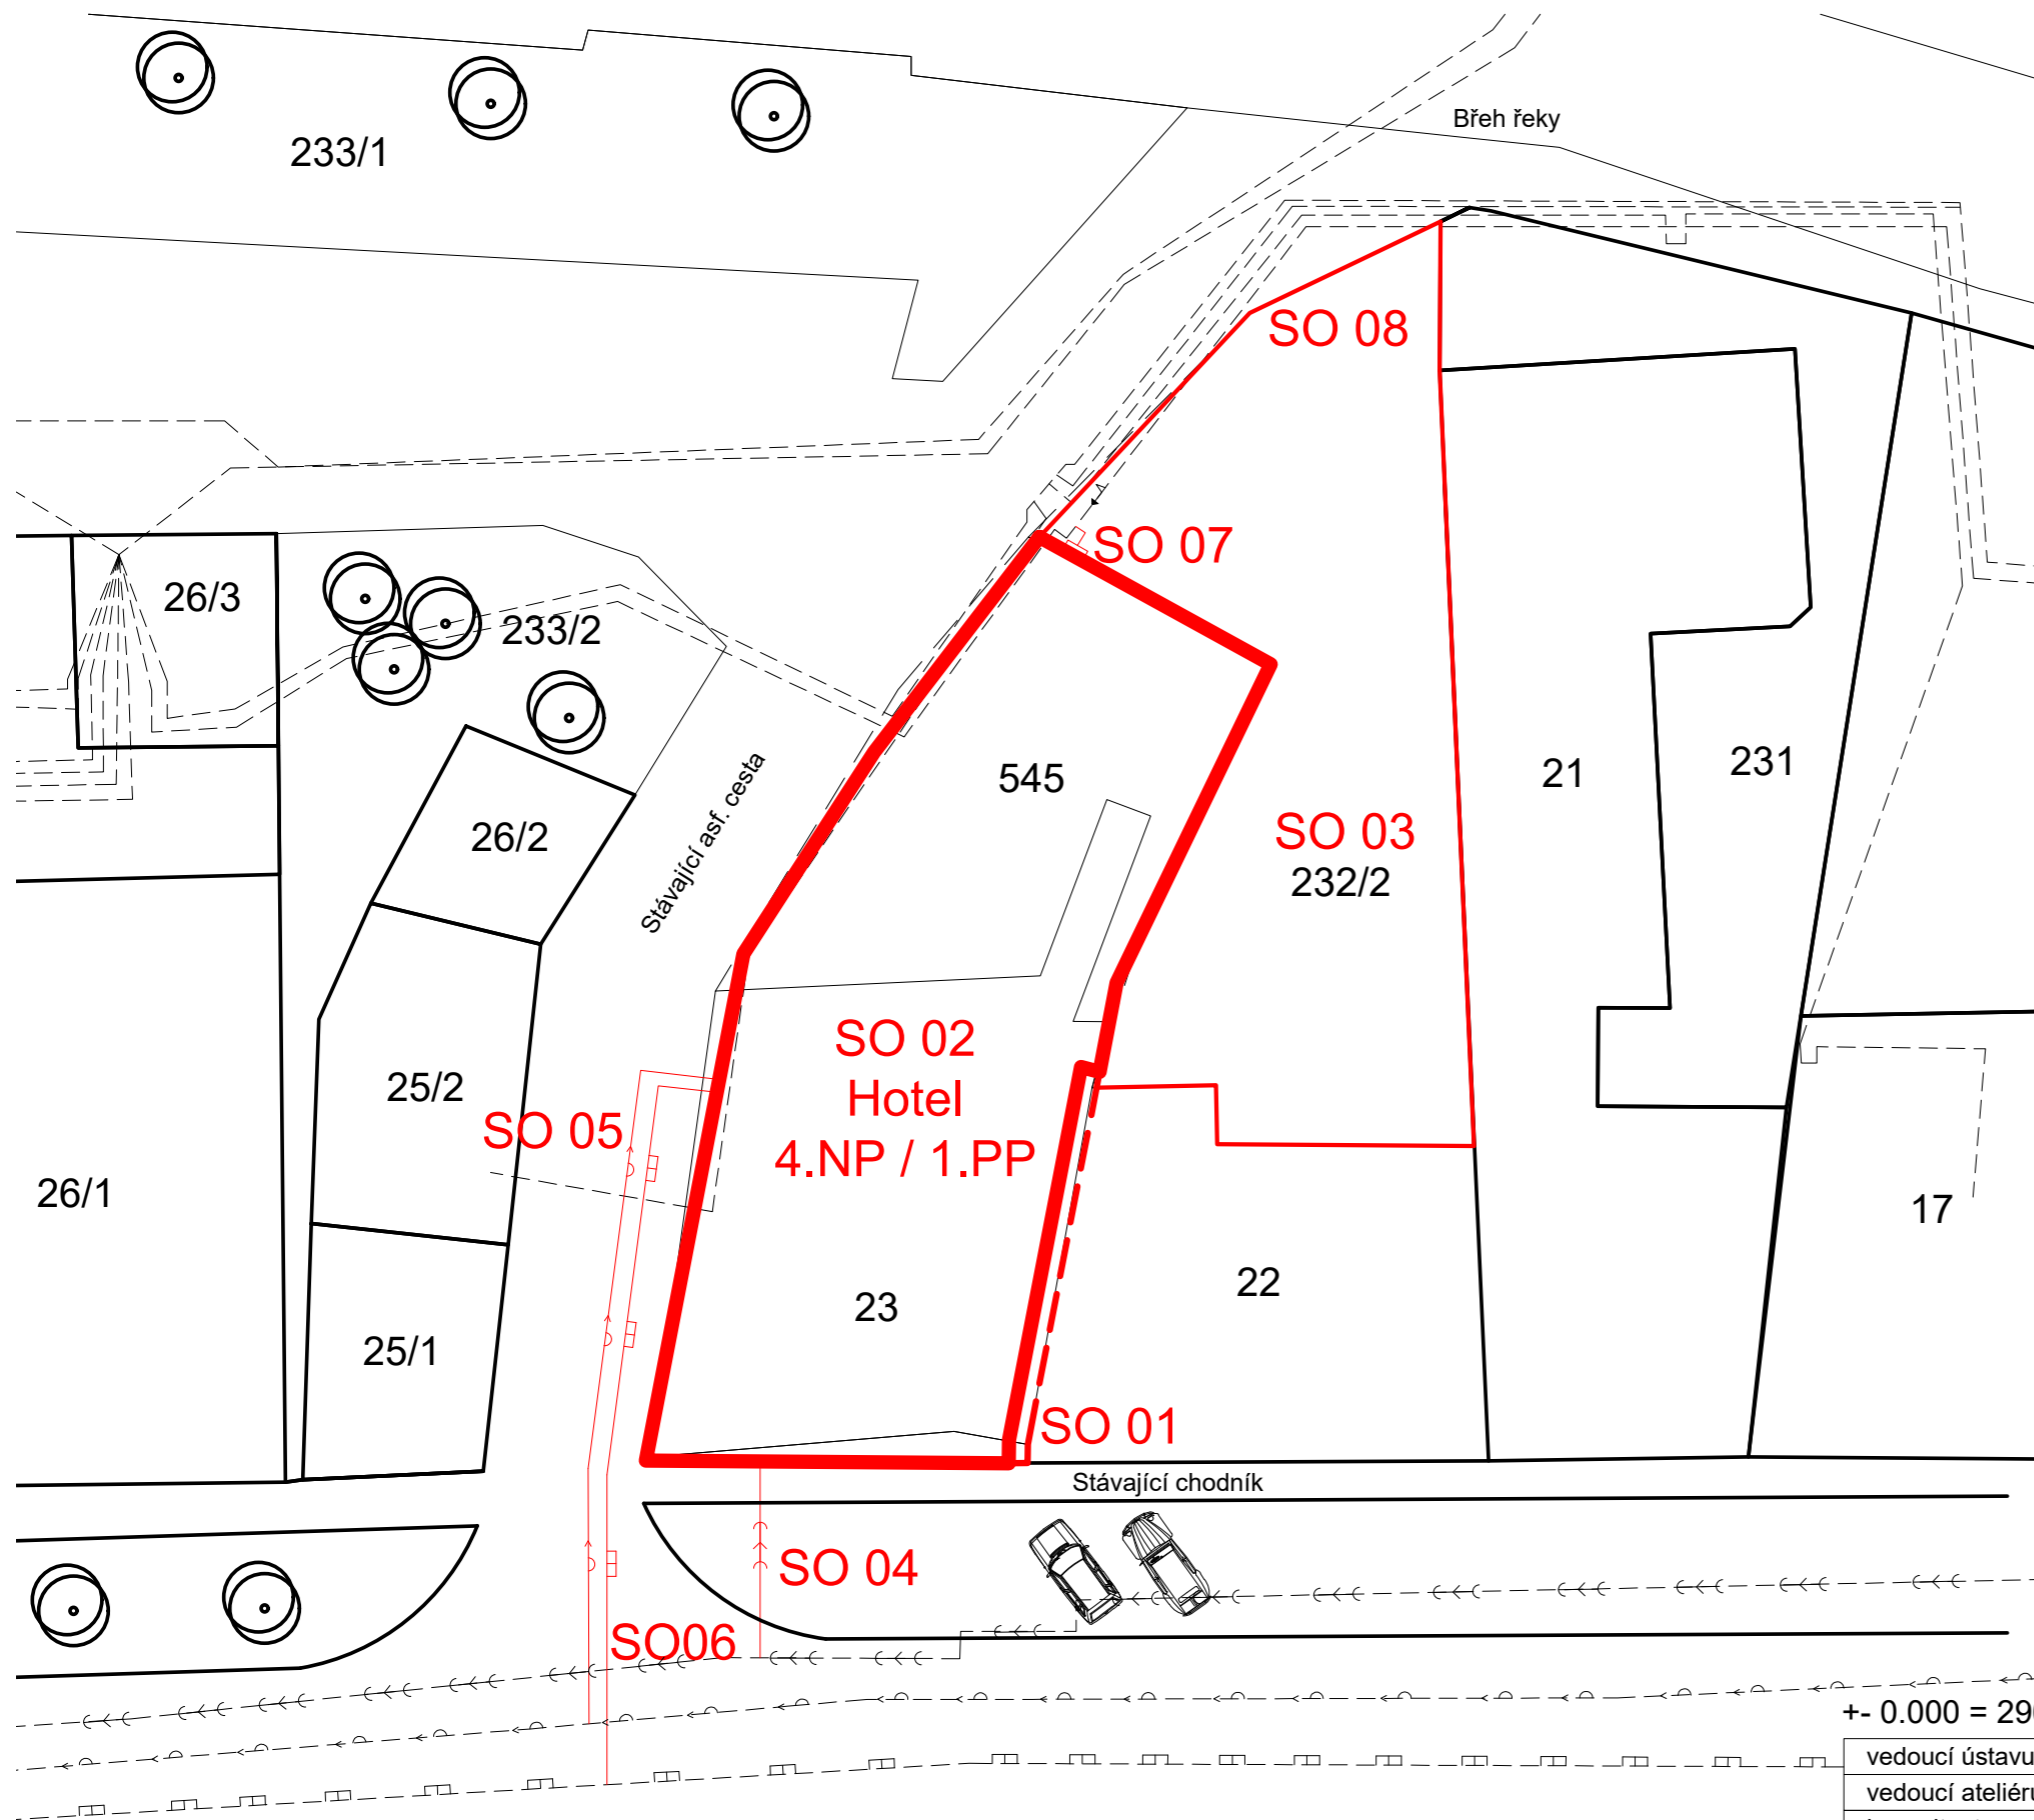 Břeh řeky
233/1
SO 08
SO 07
26/3
233/2
545
21
231
26/2
Stávající asf. cesta
SO 03
232/2
SO 02
Hotel
4.NP / 1.PP
25/2
SO 05
26/1
17
22
23
25/1
SO 01
Stávající chodník
SO 04
SO06
+- 0.000 =
vedoucí ústavu
vedoucí ateliéru